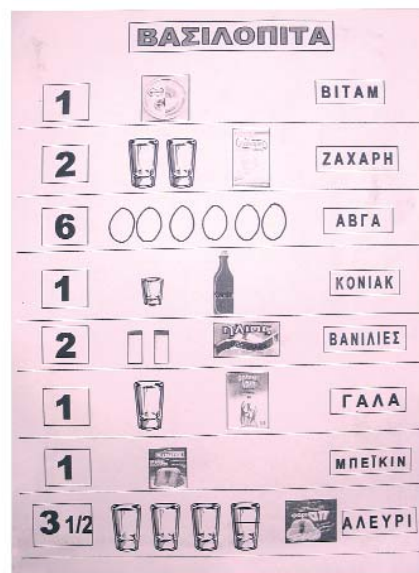 ΒΑΣΙΛΟΠΙΤΑ
1 ΒΙΤΑΜ
2 ΖΑΧΑΡΗ
6 ΑΒΓΑ
1 ΚΟΝΙΑΚ
2 ΒΑΝΙΛΙΕΣ
1 ΓΑΛΑ
1 ΜΠΕΪΚΙΝ
3 1/2 ΑΛΕΥΡΙ